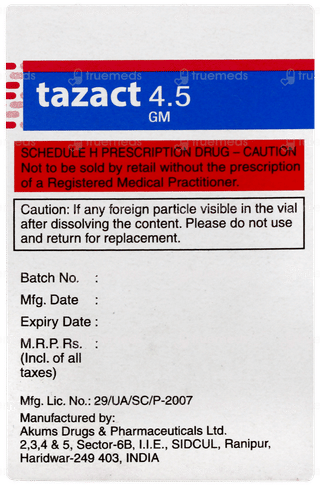 tazact 4.5
GM
SCHEDULE H PRESCRIPTION DRUG – CAUTION
Not to be sold by retail without the prescription
of a Registered Medical Practitioner.
Caution: If any foreign particle visible in the vial
after dissolving the content. Please do not use
and return for replacement.
Batch No. :
Mfg. Date :
Expiry Date :
M.R.P. Rs. :
(Incl. of all
taxes)
Mfg. Lic. No.: 29/UA/SC/P-2007
Manufactured by:
Akums Drugs & Pharmaceuticals Ltd.
2,3,4 & 5, Sector-6B, I.I.E., SIDCUL, Ranipur,
Haridwar-249 403, INDIA
truemeds
truemeds
truemeds